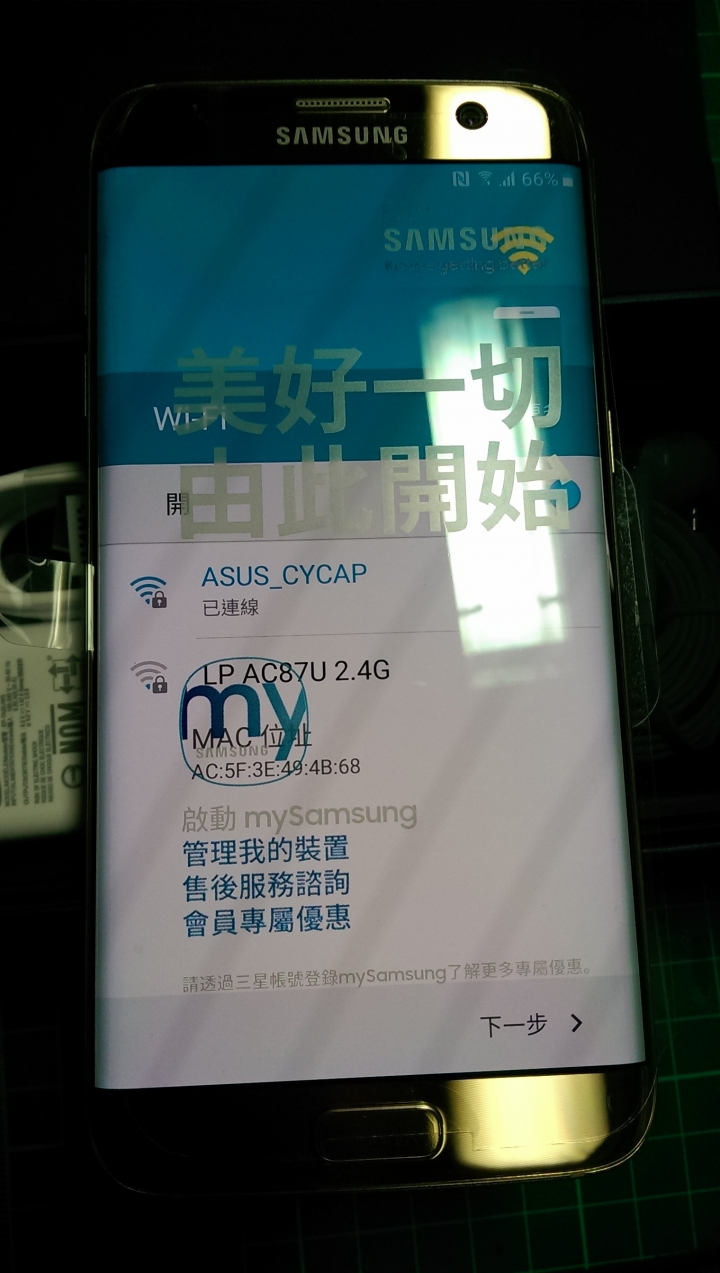 SAMSUNG
66%
SAMSUNG
美好一切
Wi-Fi
由此開始
開
ASUS_CYCAP
已連線
LP AC87U 2.4G
my
MAC 位址
SAMSUNG
AC:5F:3E:49:4B:68
啟動 mySamsung
管理我的裝置
售後服務諮詢
會員專屬優惠
請透過三星帳號登錄mySamsung了解更多專屬優惠。
下一步
NOM